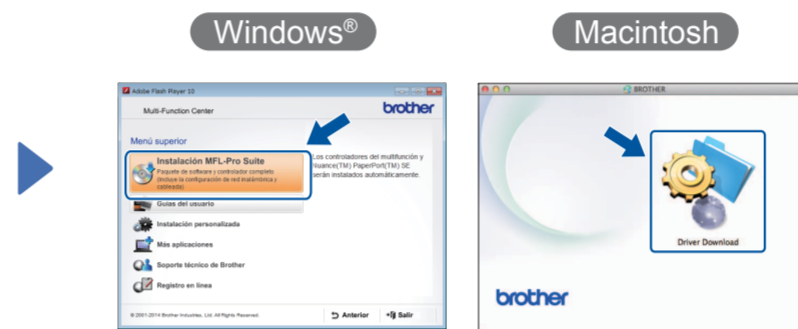 Windows®
Macintosh
Adobe Flash Player 10
Multi-Function Center
brother
Menú superior
Instalación MFL-Pro Suite
Paquete de software y controlador completo
(incluye la configuración de red inalámbrica y
cableada)
Los controladores del multifunción y
Nuance(TM) PaperPort(TM) SE
serán instalados automáticamente.
Guías del usuario
Instalación personalizada
Más aplicaciones
Soporte técnico de Brother
Registro en línea
© 2001-2014 Brother Industries, Ltd. All Rights Reserved.
Anterior
Salir
BROTHER
Driver Download
brother